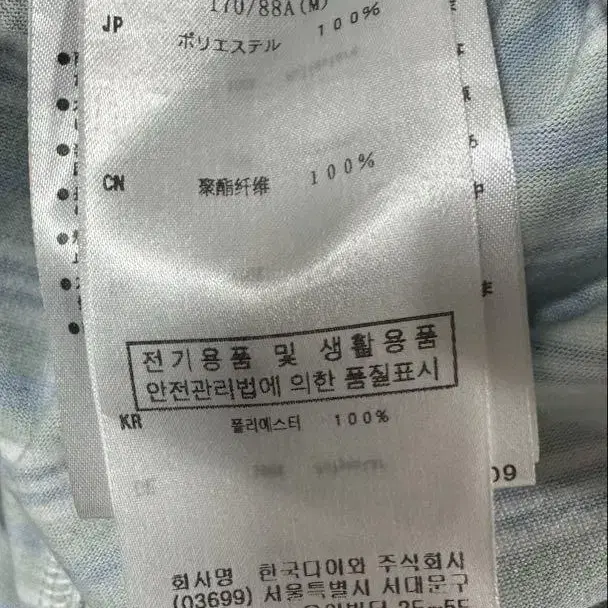 170/88A(M)
JP ポリエステル 100%
CN 聚酯纤维 100%
전기용품 및 생활용품
안전관리법에 의한 품질표시
KR 폴리에스터 100%
09
회사명 한국다이와 주식회사
(03699) 서울특별시 서대문구